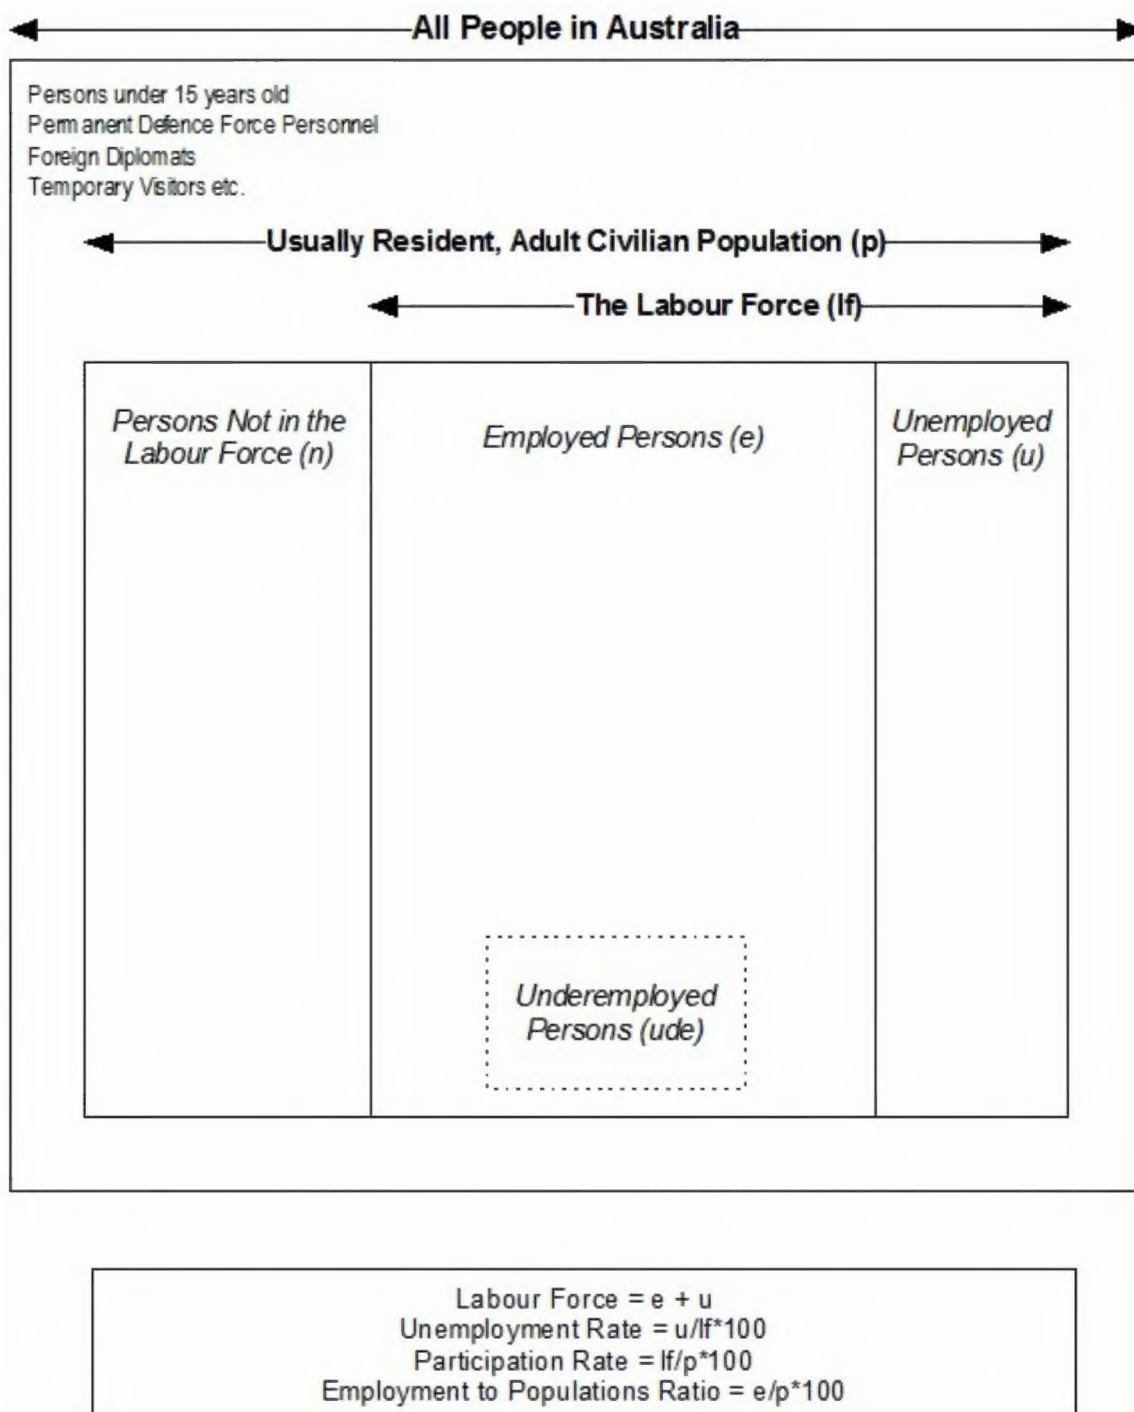 All People in Australia
Persons under 15 years old
Permanent Defence Force Personnel
Foreign Diplomats
Temporary Visitors etc.
Usually Resident, Adult Civilian Population (p)
The Labour Force (lf)
Persons Not in the
Labour Force (n)
Employed Persons (e)
Unemployed
Persons (u)
Underemployed
Persons (ude)
Labour Force = e + u
Unemployment Rate = u/lf*100
Participation Rate = lf/p*100
Employment to Populations Ratio = e/p*100